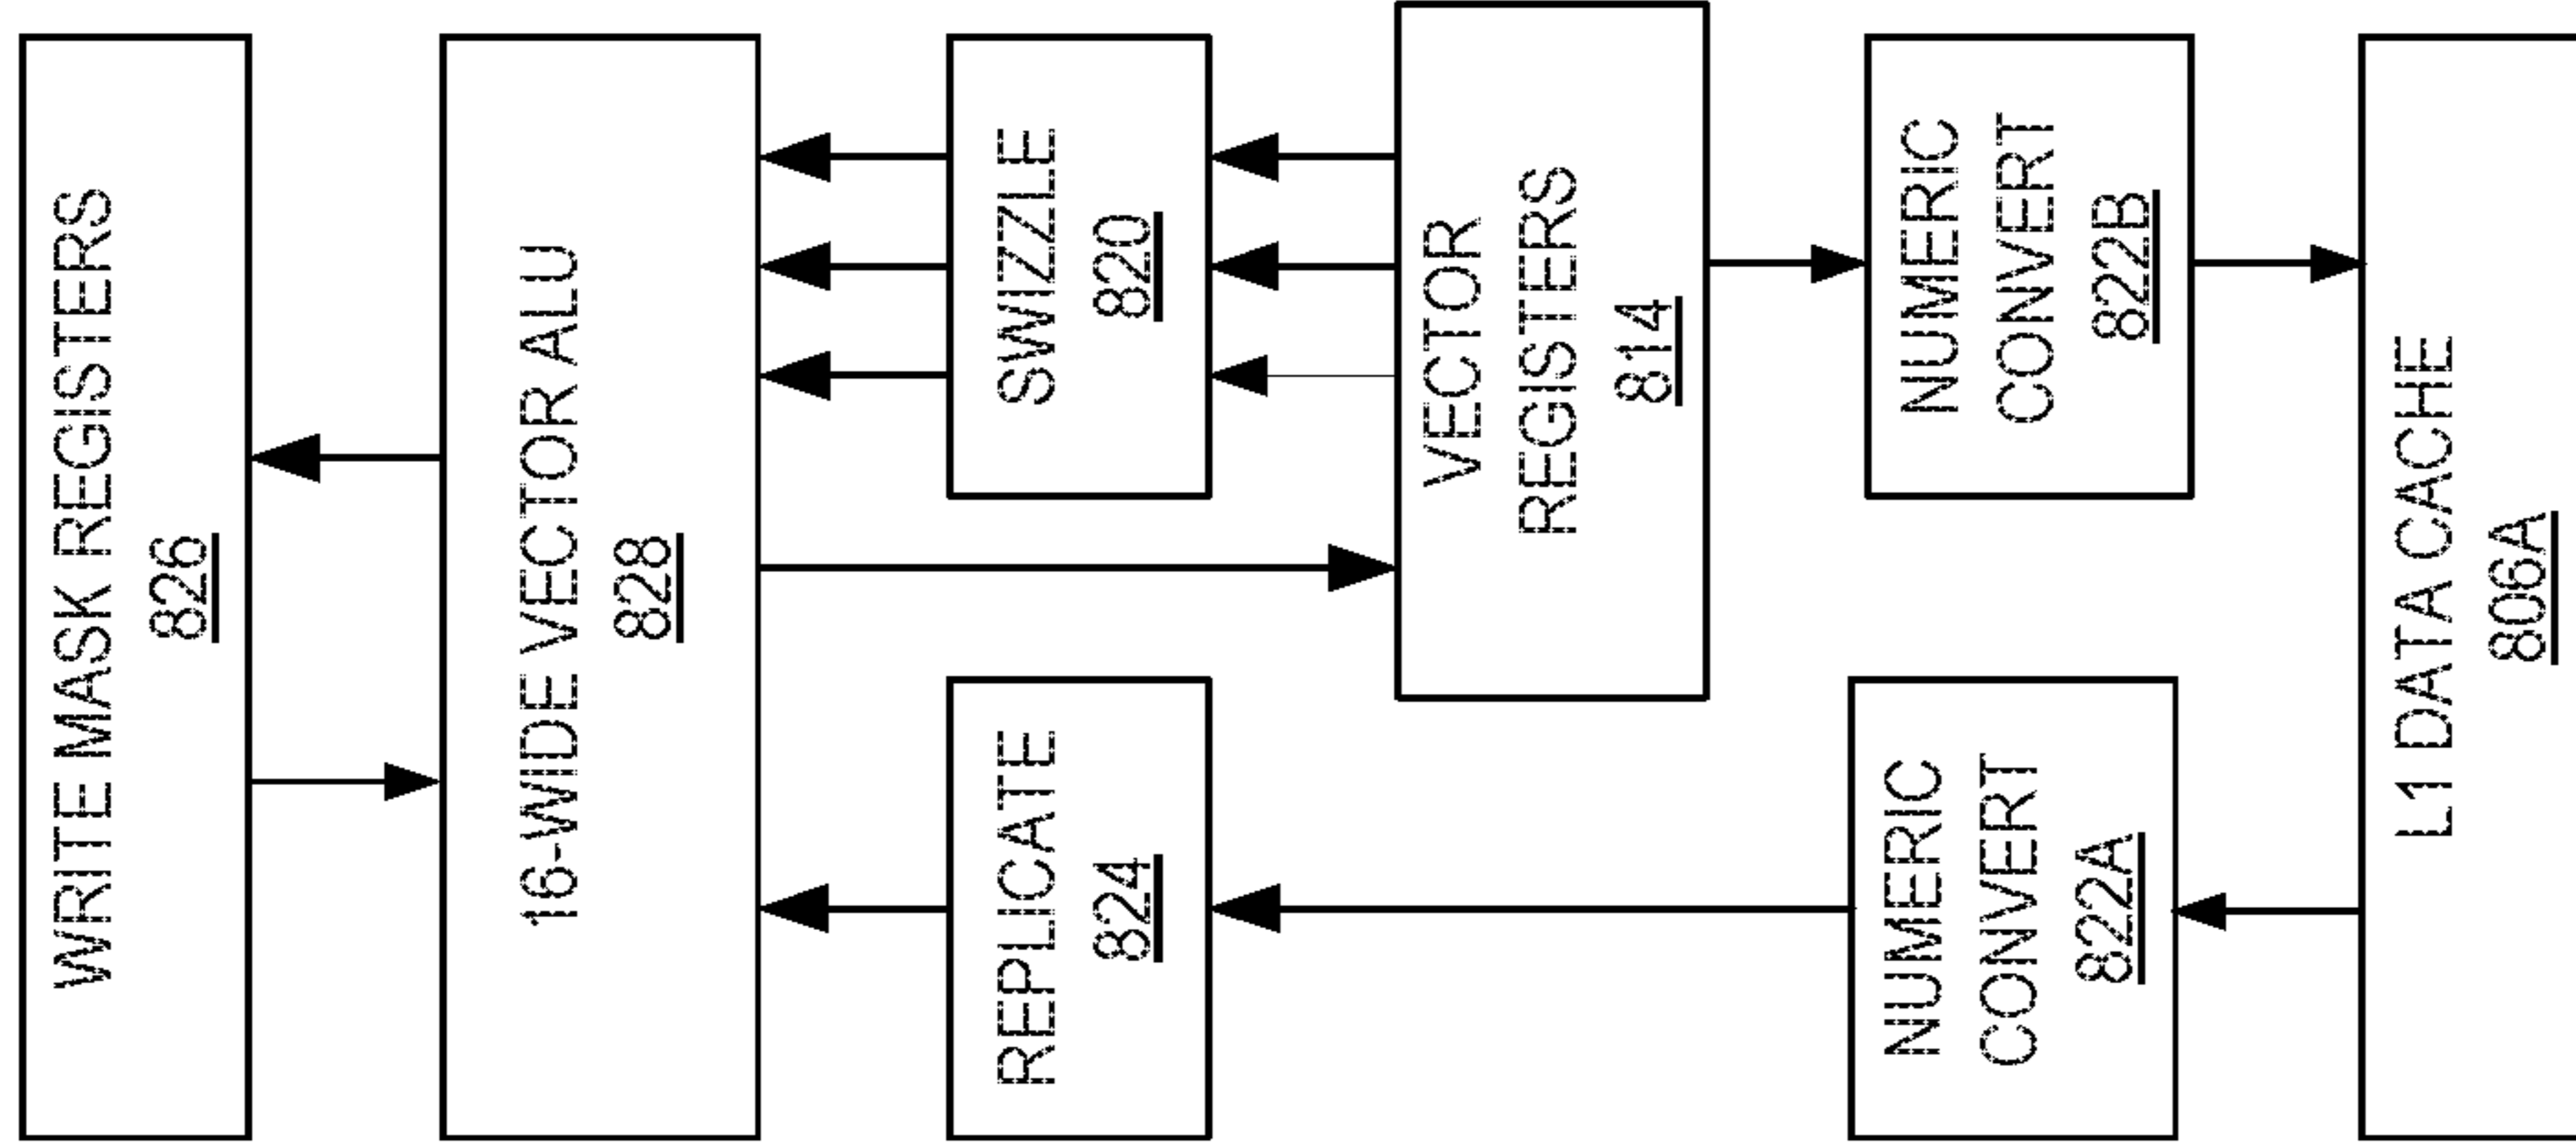 WRITE MASK REGISTERS
826
16-WIDE VECTOR ALU
828
REPLICATE
824
SWIZZLE
820
VECTOR
REGISTERS
814
NUMERIC
CONVERT
822A
NUMERIC
CONVERT
822B
L1 DATA CACHE
806A